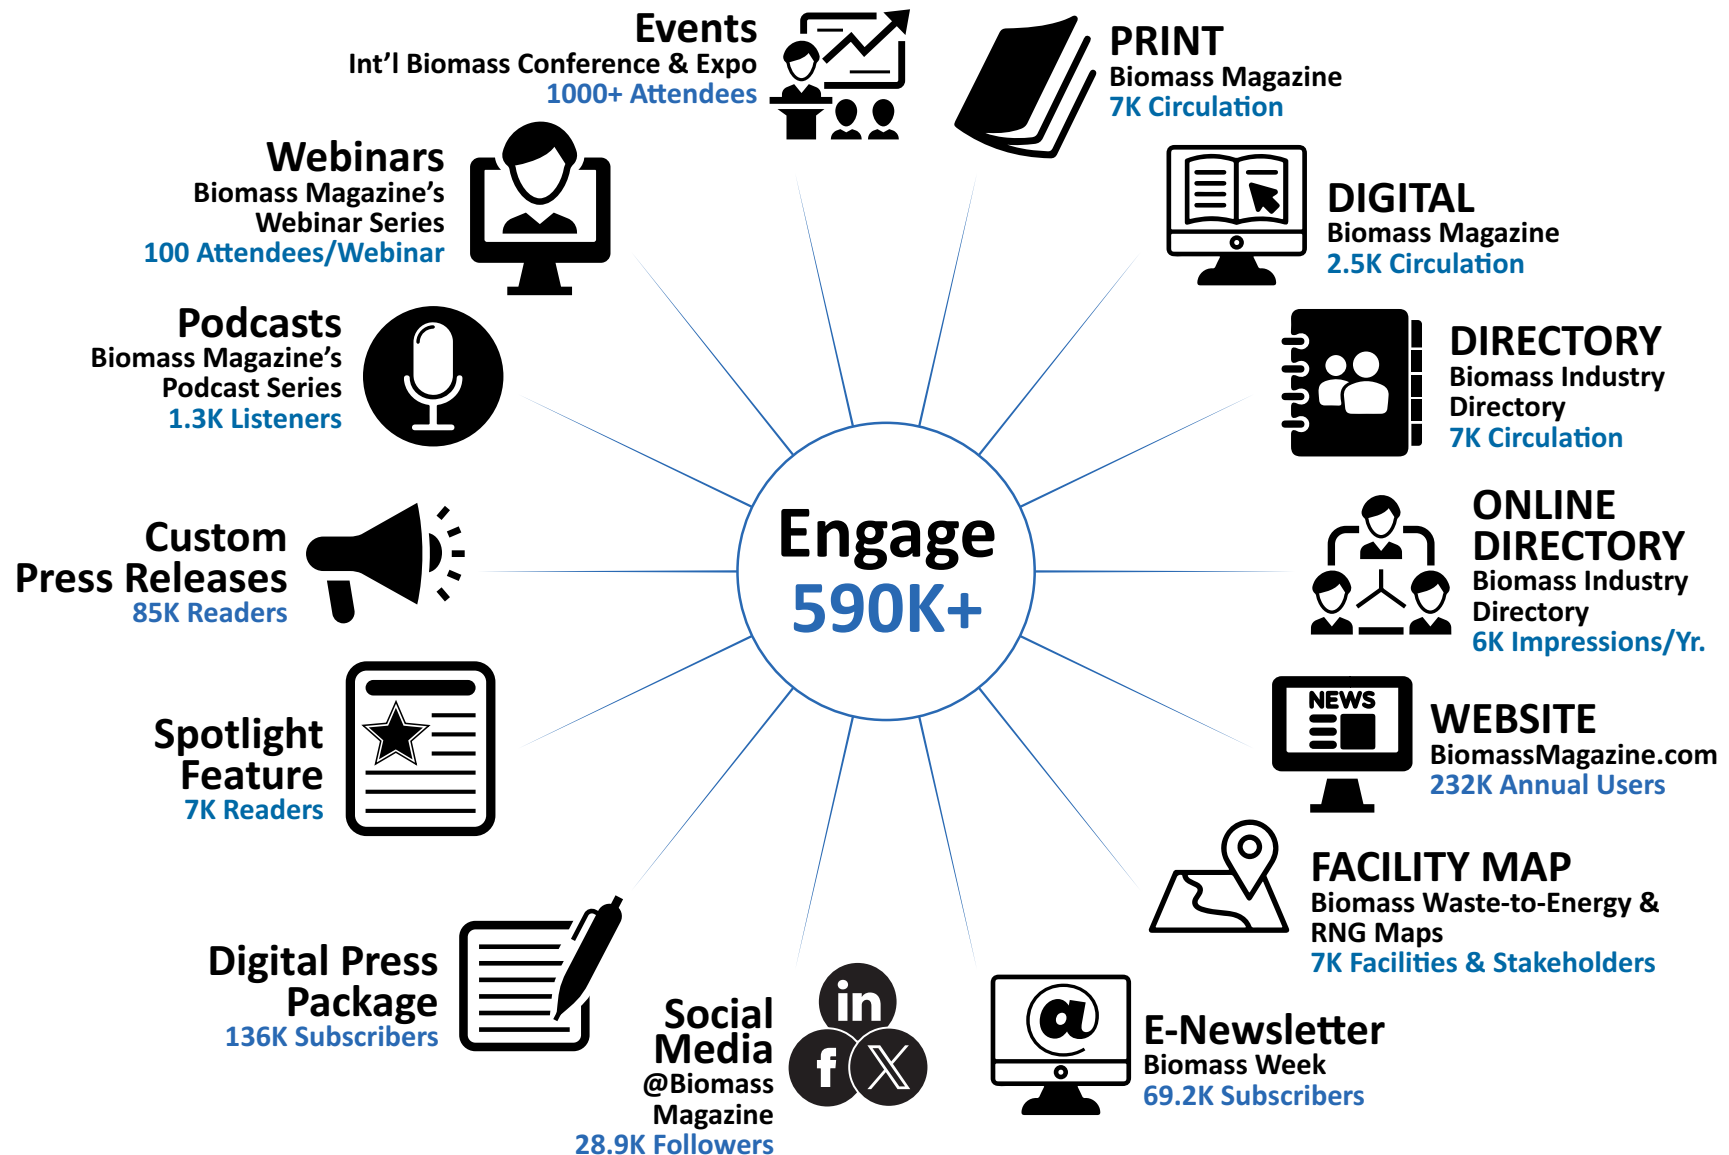 Events
Int'l Biomass Conference & Expo
1000+ Attendees
PRINT
Biomass Magazine
7K Circulation
DIGITAL
Biomass Magazine
2.5K Circulation
DIRECTORY
Biomass Industry
Directory
7K Circulation
ONLINE
DIRECTORY
Biomass Industry
Directory
6K Impressions/Yr.
NEWS
WEBSITE
BiomassMagazine.com
232K Annual Users
FACILITY MAP
Biomass Waste-to-Energy &
RNG Maps
7K Facilities & Stakeholders
@
E-Newsletter
Biomass Week
69.2K Subscribers
in
f X
Social
Media
@Biomass
Magazine
28.9K Followers
Digital Press
Package
136K Subscribers
Spotlight
Feature
7K Readers
Custom
Press Releases
85K Readers
Podcasts
Biomass Magazine's
Podcast Series
1.3K Listeners
Webinars
Biomass Magazine's
Webinar Series
100 Attendees/Webinar
Engage
590K+